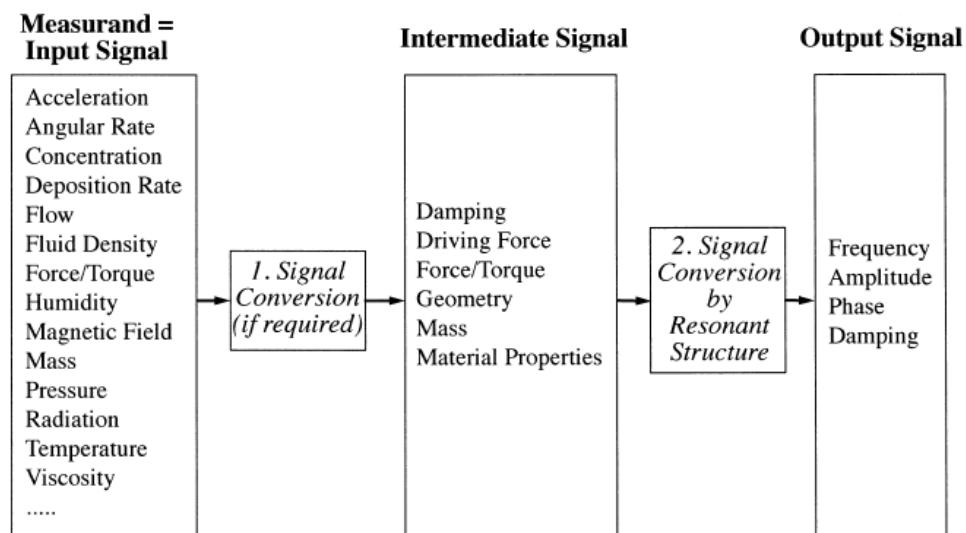 Measurand =
Input Signal
Acceleration
Angular Rate
Concentration
Deposition Rate
Flow
Fluid Density
Force/Torque
Humidity
Magnetic Field
Mass
Pressure
Radiation
Temperature
Viscosity
.....
1. Signal
Conversion
(if required)
Intermediate Signal
Damping
Driving Force
Force/Torque
Geometry
Mass
Material Properties
2. Signal
Conversion
by
Resonant
Structure
Output Signal
Frequency
Amplitude
Phase
Damping